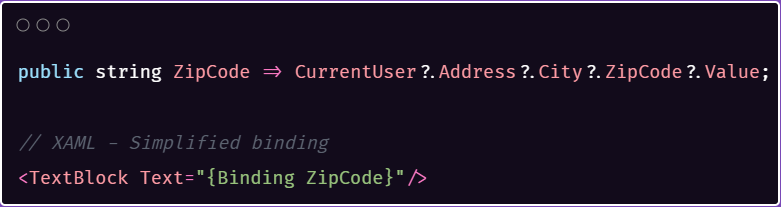 public string ZipCode => CurrentUser?.Address?.City?.ZipCode?.Value;
// XAML - Simplified binding
<TextBlock Text="{Binding ZipCode}"/>